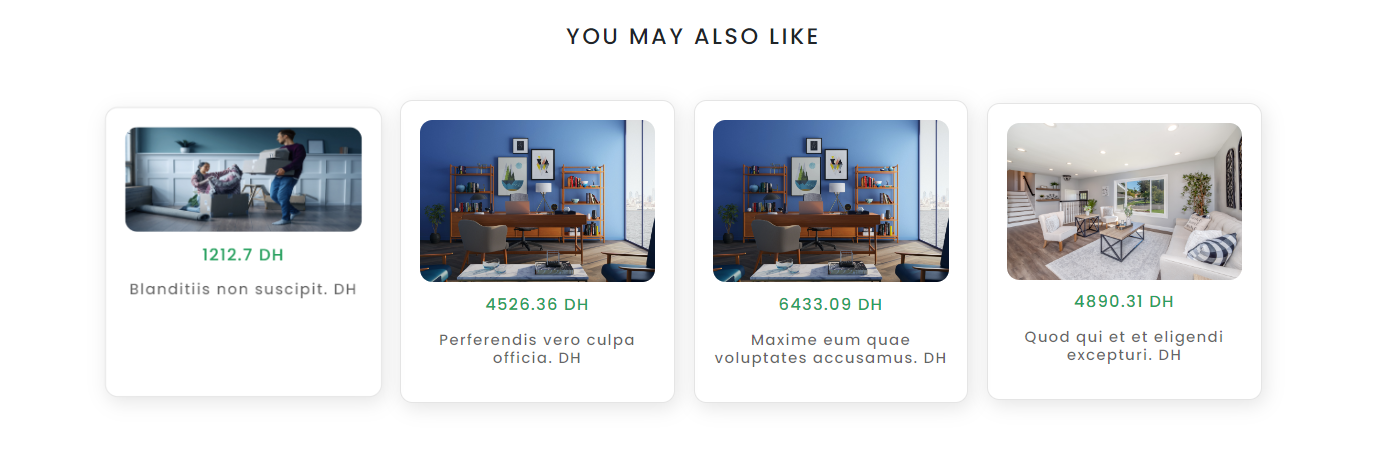 YOU MAY ALSO LIKE
1212.7 DH
Blanditiis non suscipit. DH
4526.36 DH
Perferendis vero culpa
officia. DH
6433.09 DH
Maxime eum quae
voluptates accusamus. DH
4890.31 DH
Quod qui et et eligendi
excepturi. DH